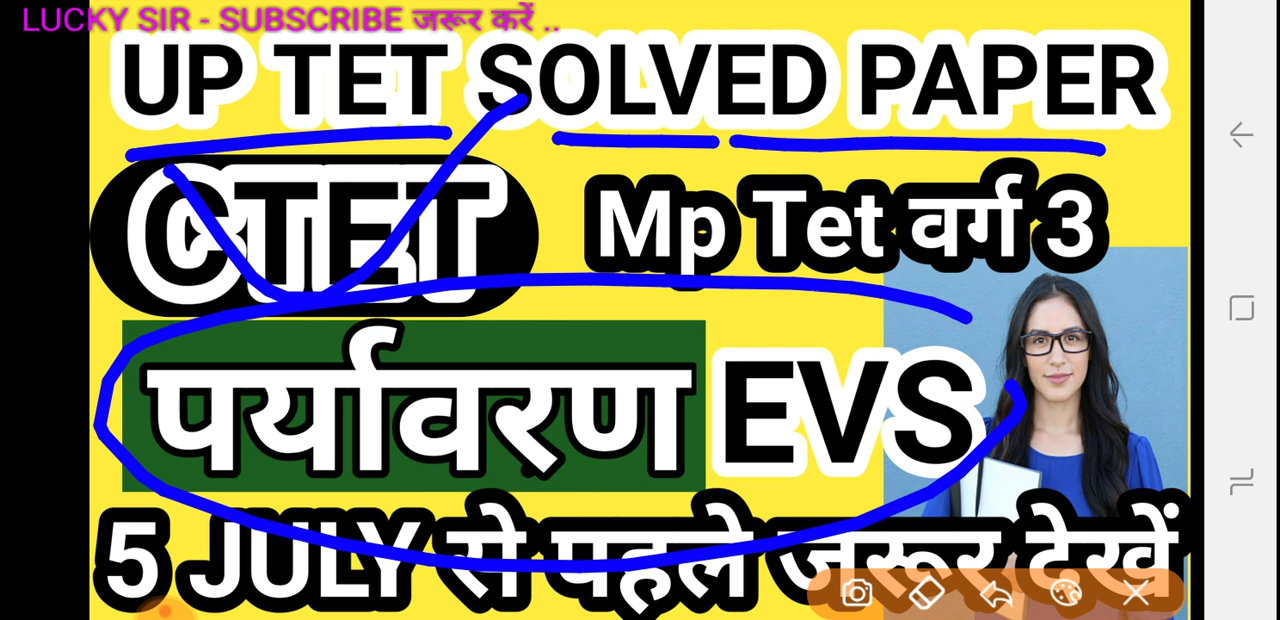 LUCKY SIR - SUBSCRIBE जरूर करें ..
UP TET SOLVED PAPER
CTET Mp Tet वर्ग 3
पर्यावरण EVS
5 JULY से पहले जरूर देखें